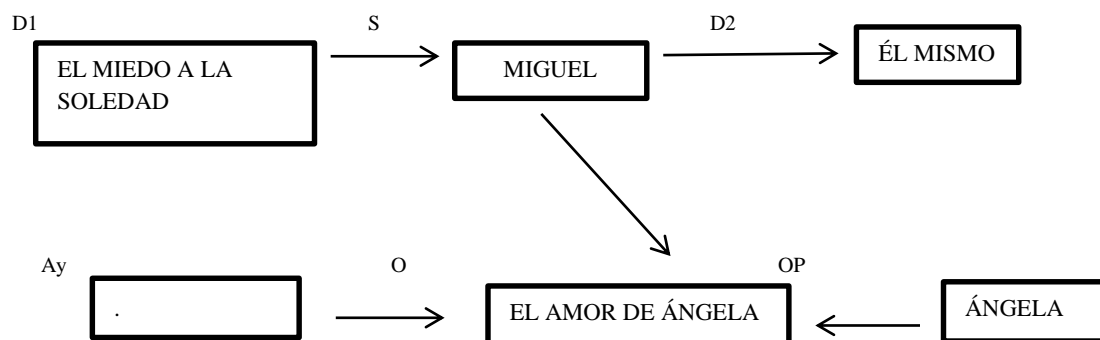 D1
S
D2
EL MIEDO A LA
SOLEDAD
MIGUEL
ÉL MISMO
Ay
O
OP
.
EL AMOR DE ÁNGELA
ÁNGELA